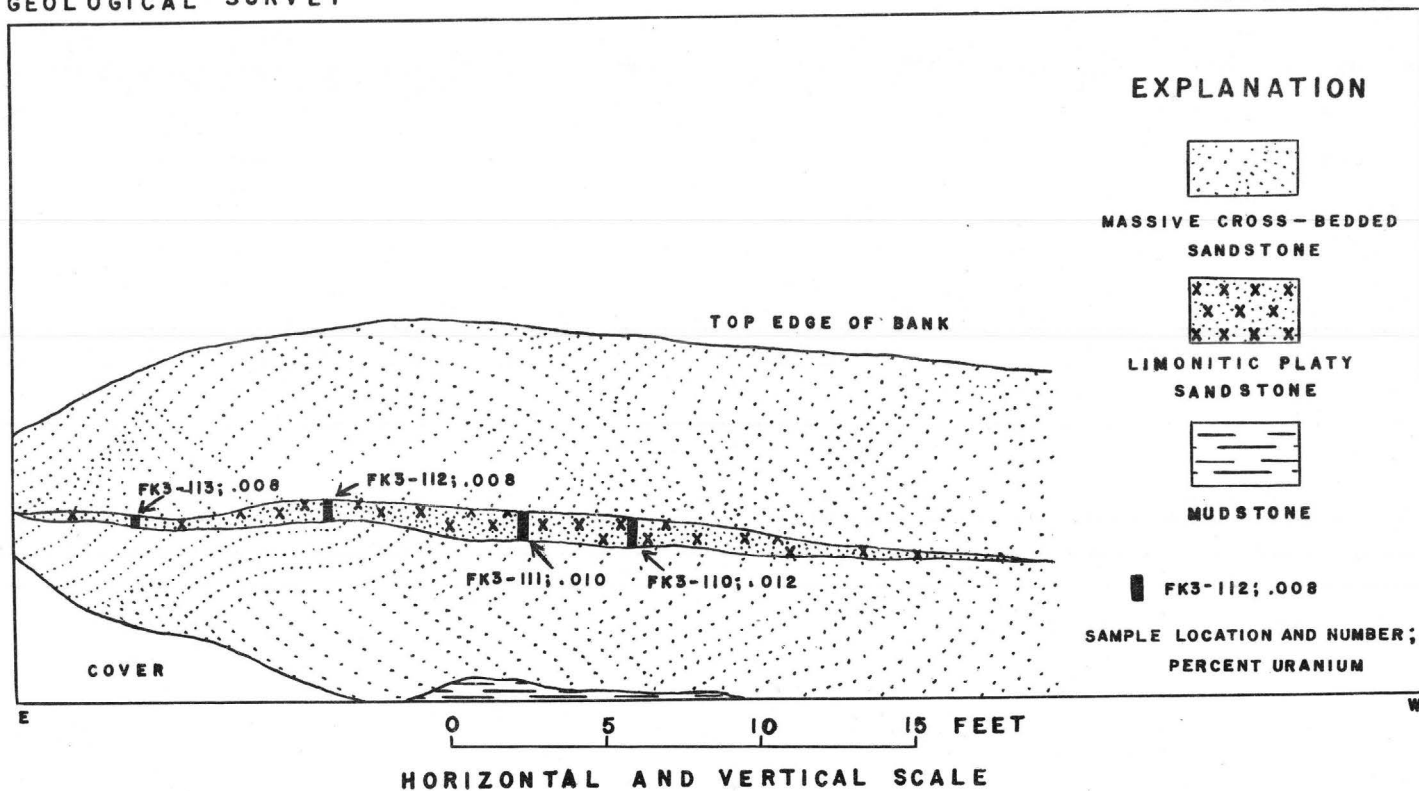 GEOLOGICAL SURVEY
EXPLANATION
MASSIVE CROSS-BEDDED
SANDSTONE
LIMONITIC PLATY
SANDSTONE
MUDSTONE
FK3-112; .008
SAMPLE LOCATION AND NUMBER;
PERCENT URANIUM
TOP EDGE OF BANK
FK3-113; .008
FK3-112; .008
FK3-111; .010
FK3-110; .012
COVER
E
W
0 5 10 15 FEET
HORIZONTAL AND VERTICAL SCALE